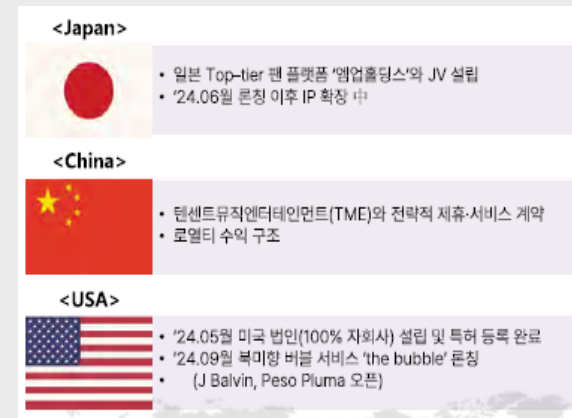 <Japan>
• 일본 Top-tier 팬 플랫폼 '엠업홀딩스'와 JV 설립
• '24.06월 론칭 이후 IP 확장 中
<China>
• 텐센트뮤직엔터테인먼트(TME)와 전략적 제휴·서비스 계약
• 로열티 수익 구조
<USA>
• '24.05월 미국 법인(100% 자회사) 설립 및 특허 등록 완료
• '24.09월 북미향 버블 서비스 'the bubble' 론칭
• (J Balvin, Peso Pluma 오픈)